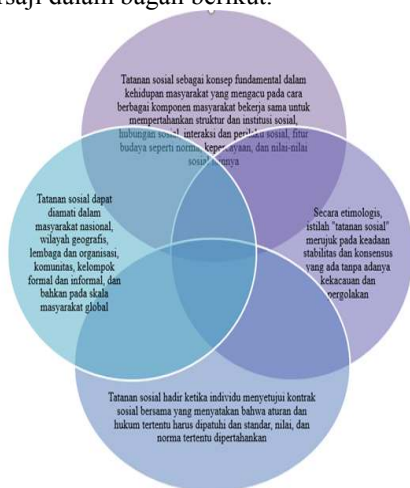 rsaji dalam bagan berikut.
Tatanan sosial sebagai konsep fundamental dalam
kehidupan masyarakat yang mengacu pada cara
berbagai komponen masyarakat bekerja sama untuk
mempertahankan struktur dan institusi sosial,
hubungan sosial, interaksi dan perilaku sosial, fitur
budaya seperti norma, kepercayaan, dan nilai-nilai
sosial lainnya
Tatanan sosial dapat
diamati dalam
masyarakat nasional,
wilayah geografis,
lembaga dan organisasi,
komunitas, kelompok
formal dan informal, dan
bahkan pada skala
masyarakat global
Secara etimologis,
istilah "tatanan sosial"
merujuk pada keadaan
stabilitas dan konsensus
yang ada tanpa adanya
kekacauan dan
pergolakan
Tatanan sosial hadir ketika individu menyetujui kontrak
sosial bersama yang menyatakan bahwa aturan dan
hukum tertentu harus dipatuhi dan standar, nilai, dan
norma tertentu dipertahankan